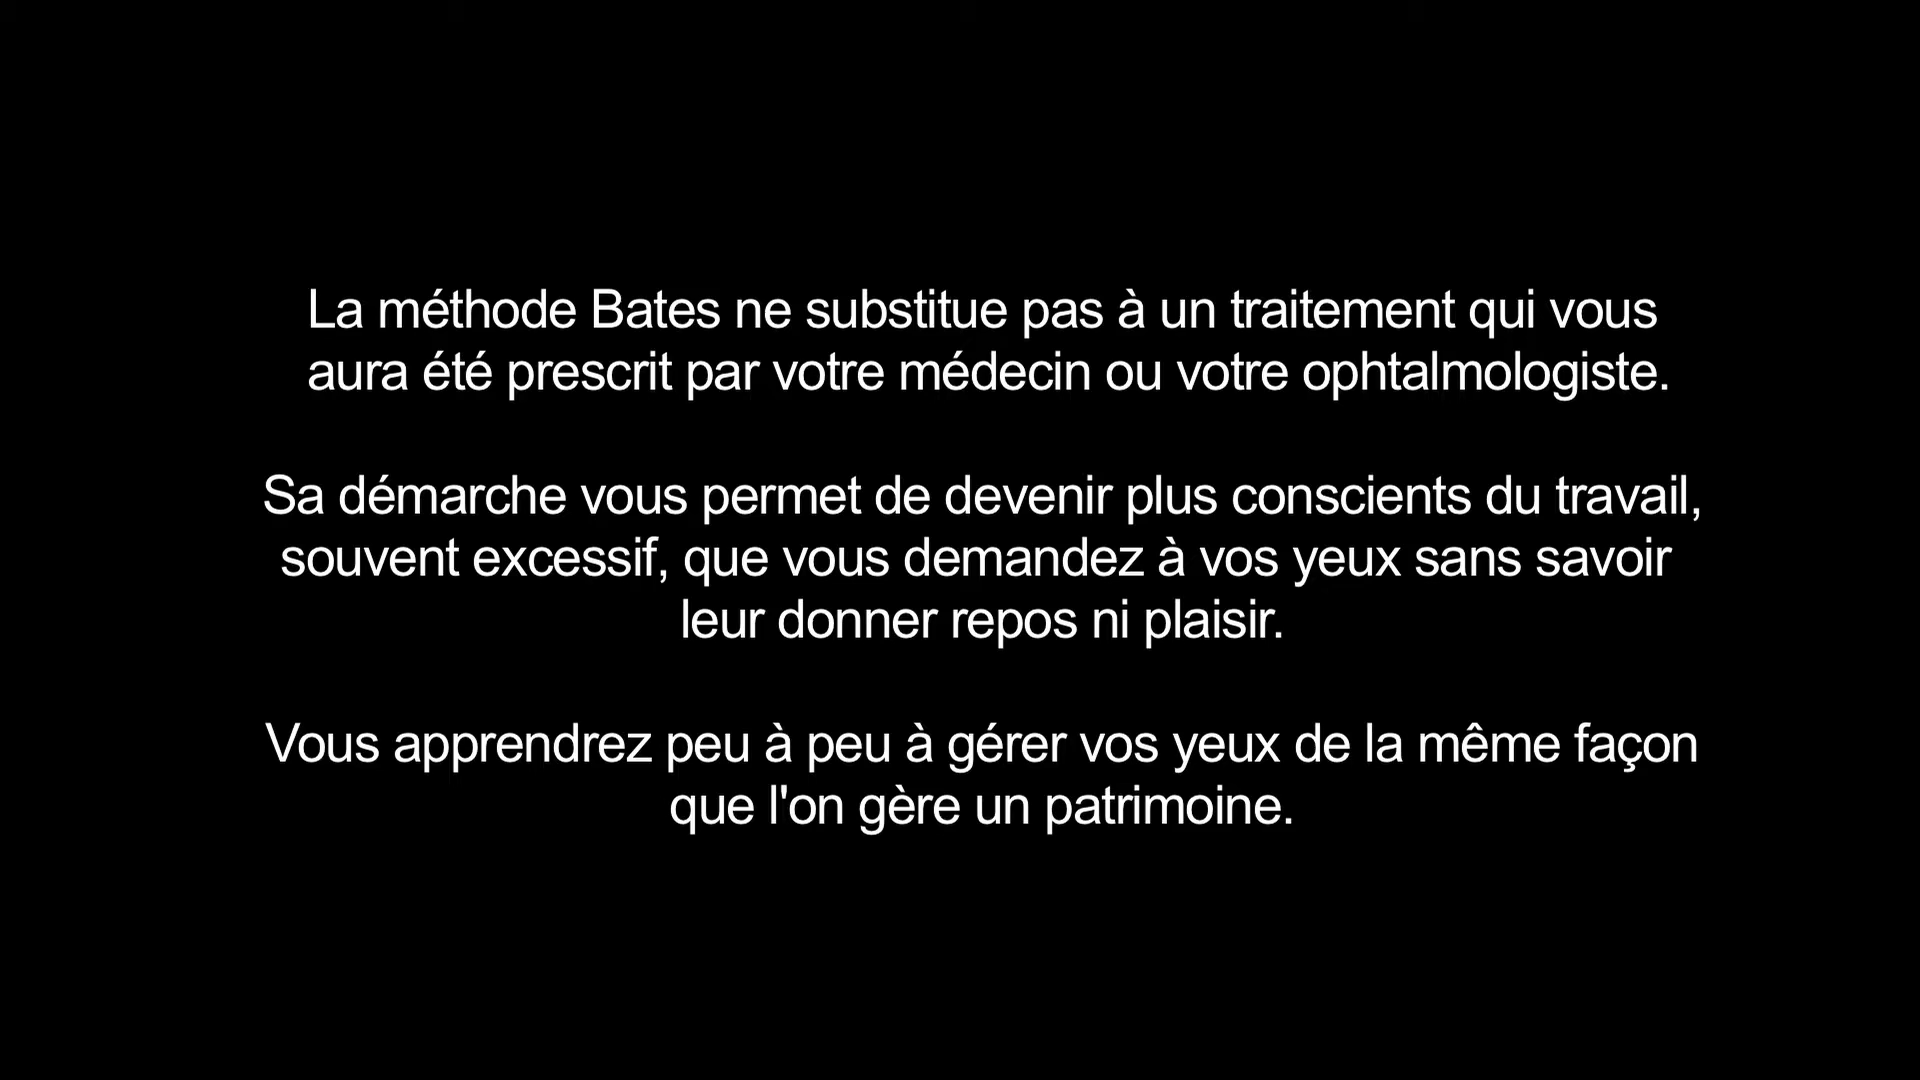 La méthode Bates ne substitue pas à un traitement qui vous
aura été prescrit par votre médecin ou votre ophtalmologiste.
Sa démarche vous permet de devenir plus conscients du travail,
souvent excessif, que vous demandez à vos yeux sans savoir
leur donner repos ni plaisir.
Vous apprendrez peu à peu à gérer vos yeux de la même façon
que l'on gère un patrimoine.